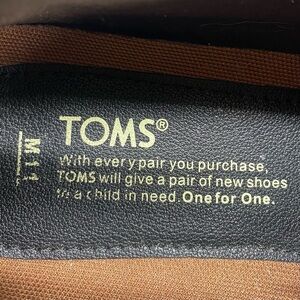 TOMS®
With every pair you purchase,
TOMS will give a pair of new shoes
to a child in need. One for One.
M11